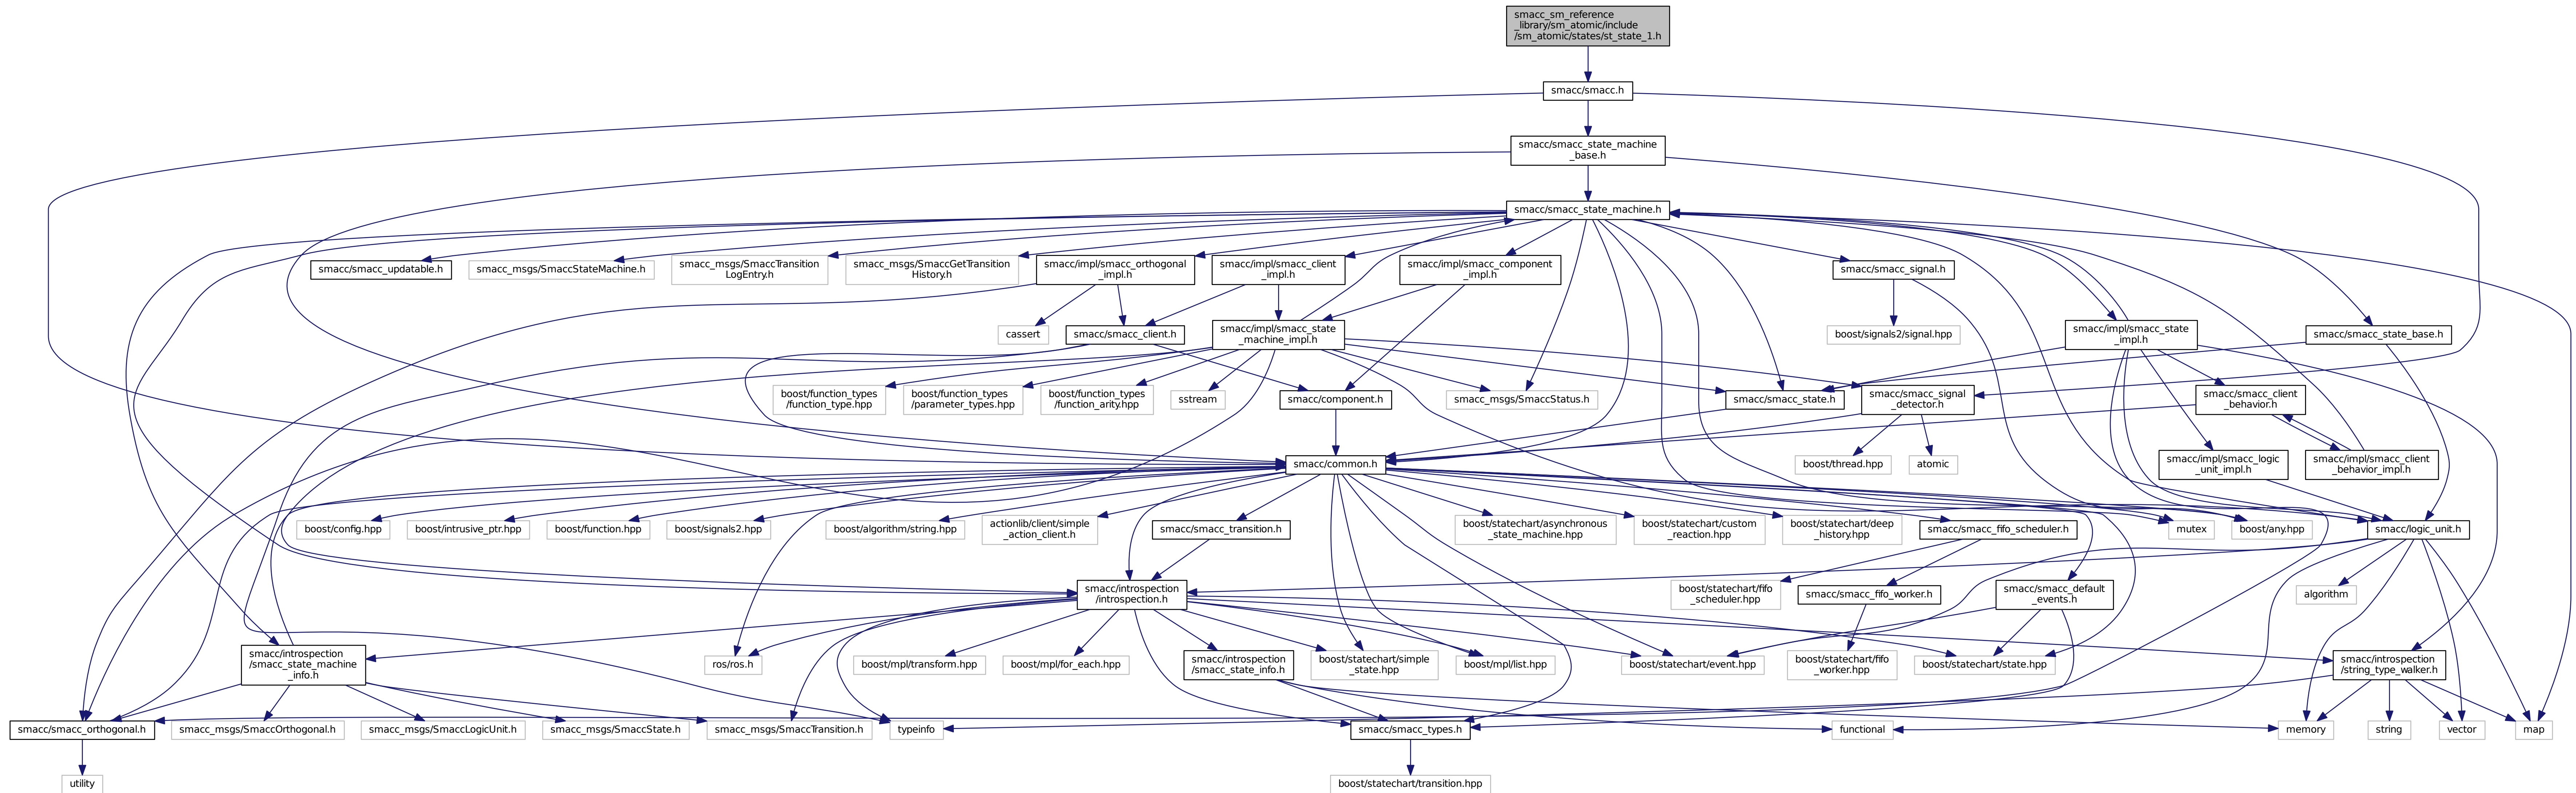 smacc_sm_reference
_library/sm_atomic/include
/sm_atomic/states/st_state_1.h
smacc/smacc.h
smacc/smacc_state_machine
_base.h
smacc/smacc_state_machine.h
smacc/smacc_updatable.h
smacc_msgs/SmaccStateMachine.h
smacc_msgs/SmaccTransition
LogEntry.h
smacc_msgs/SmaccGetTransition
History.h
smacc/impl/smacc_orthogonal
_impl.h
smacc/impl/smacc_client
_impl.h
smacc/impl/smacc_component
_impl.h
smacc/smacc_signal.h
cassert
smacc/smacc_client.h
smacc/impl/smacc_state
_machine_impl.h
boost/signals2/signal.hpp
smacc/impl/smacc_state
_impl.h
smacc/smacc_state_base.h
boost/function_types
/function_type.hpp
boost/function_types
/parameter_types.hpp
boost/function_types
/function_arity.hpp
sstream
smacc/component.h
smacc_msgs/SmaccStatus.h
smacc/smacc_state.h
smacc/smacc_signal
_detector.h
smacc/smacc_client
_behavior.h
smacc/common.h
boost/thread.hpp
atomic
smacc/impl/smacc_logic
_unit_impl.h
smacc/impl/smacc_client
_behavior_impl.h
boost/config.hpp
boost/intrusive_ptr.hpp
boost/function.hpp
boost/signals2.hpp
boost/algorithm/string.hpp
actionlib/client/simple
_action_client.h
smacc/smacc_transition.h
boost/statechart/asynchronous
_state_machine.hpp
boost/statechart/custom
_reaction.hpp
boost/statechart/deep
_history.hpp
smacc/smacc_fifo_scheduler.h
mutex
boost/any.hpp
smacc/logic_unit.h
smacc/introspection
/introspection.h
boost/statechart/fifo
_scheduler.hpp
smacc/smacc_fifo_worker.h
smacc/smacc_default
_events.h
algorithm
smacc/introspection
/smacc_state_machine
_info.h
ros/ros.h
boost/mpl/transform.hpp
boost/mpl/for_each.hpp
smacc/introspection
/smacc_state_info.h
boost/statechart/simple
_state.hpp
boost/mpl/list.hpp
boost/statechart/event.hpp
boost/statechart/fifo
_worker.hpp
boost/statechart/state.hpp
smacc/introspection
/string_type_walker.h
smacc/smacc_orthogonal.h
smacc_msgs/SmaccOrthogonal.h
smacc_msgs/SmaccLogicUnit.h
smacc_msgs/SmaccState.h
smacc_msgs/SmaccTransition.h
typeinfo
smacc/smacc_types.h
functional
memory
string
vector
map
utility
boost/statechart/transition.hpp